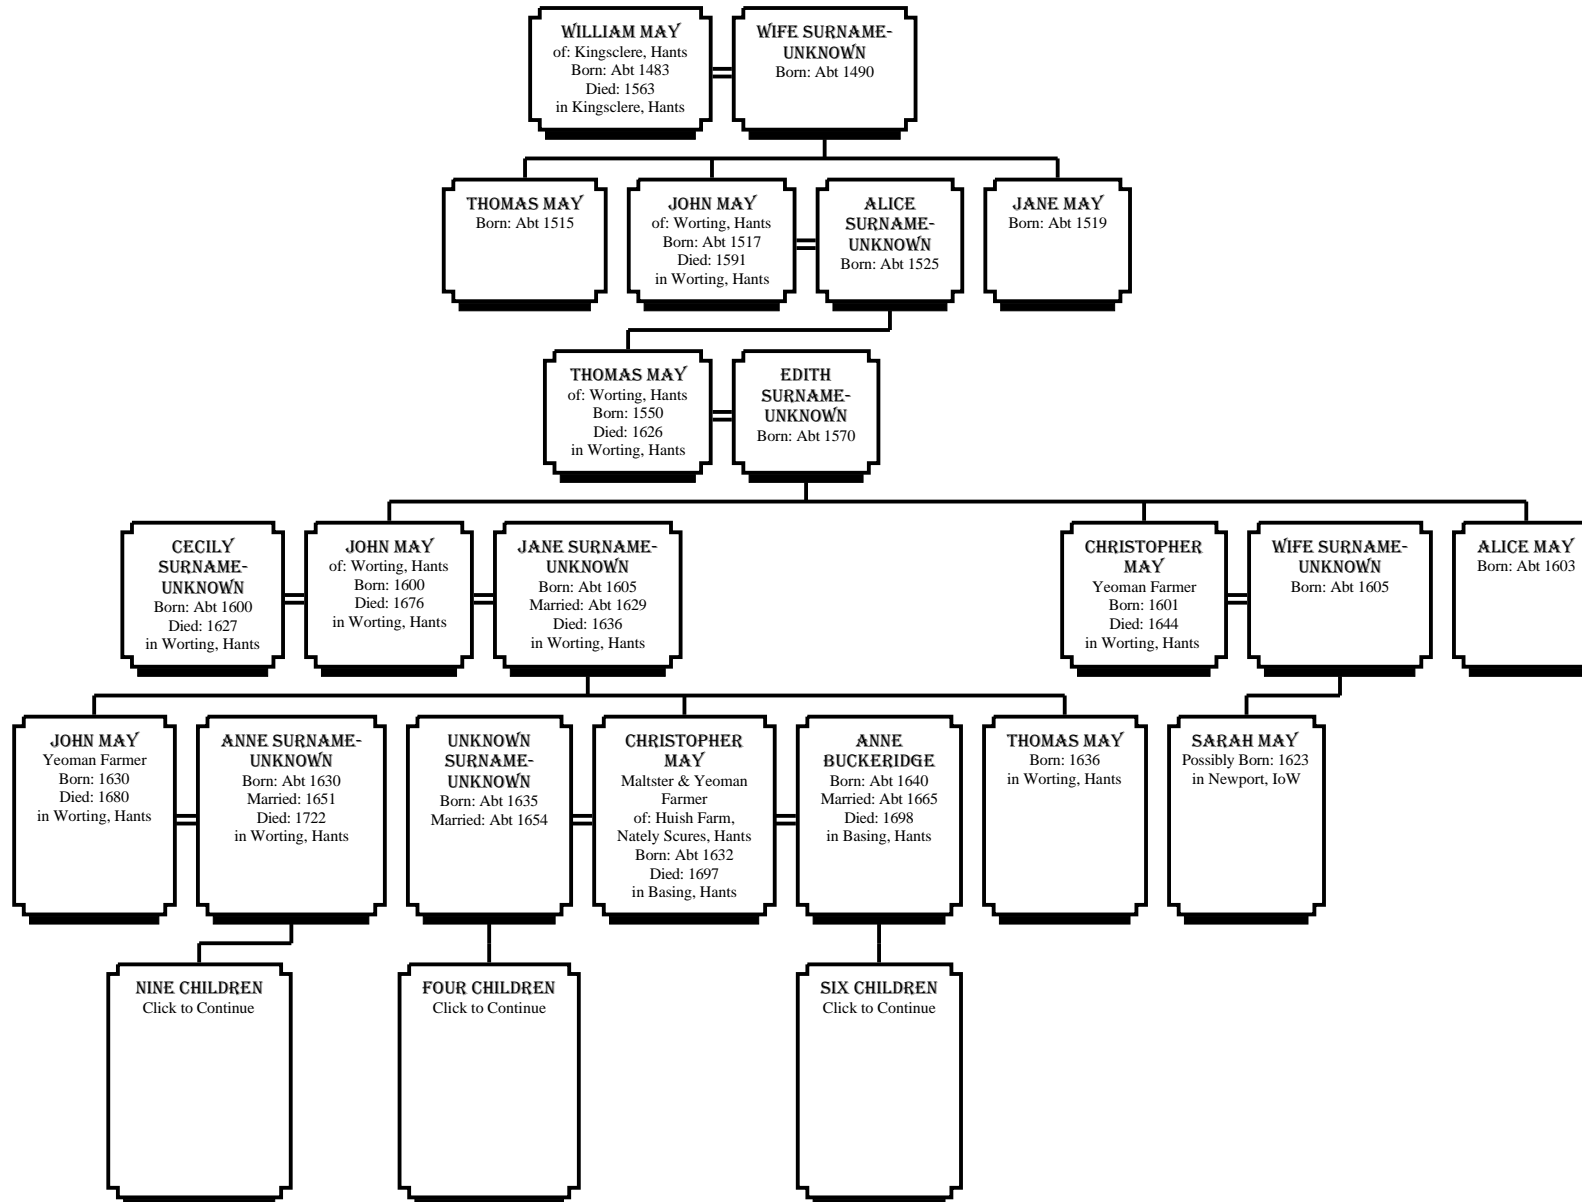 WILLIAM MAY
of: Kingsclere, Hants
Born: Abt 1483
Died: 1563
in Kingsclere, Hants
WIFE SURNAME-
UNKNOWN
Born: Abt 1490
THOMAS MAY
Born: Abt 1515
JOHN MAY
of: Worting, Hants
Born: Abt 1517
Died: 1591
in Worting, Hants
ALICE
SURNAME-
UNKNOWN
Born: Abt 1525
JANE MAY
Born: Abt 1519
THOMAS MAY
of: Worting, Hants
Born: 1550
Died: 1626
in Worting, Hants
EDITH
SURNAME-
UNKNOWN
Born: Abt 1570
CECILY
SURNAME-
UNKNOWN
Born: Abt 1600
Died: 1627
in Worting, Hants
JOHN MAY
of: Worting, Hants
Born: 1600
Died: 1676
in Worting, Hants
JANE SURNAME-
UNKNOWN
Born: Abt 1605
Married: Abt 1629
Died: 1636
in Worting, Hants
CHRISTOPHER
MAY
Yeoman Farmer
Born: 1601
Died: 1644
in Worting, Hants
WIFE SURNAME-
UNKNOWN
Born: Abt 1605
ALICE MAY
Born: Abt 1603
JOHN MAY
Yeoman Farmer
Born: 1630
Died: 1680
in Worting, Hants
ANNE SURNAME-
UNKNOWN
Born: Abt 1630
Married: 1651
Died: 1722
in Worting, Hants
UNKNOWN
SURNAME-
UNKNOWN
Born: Abt 1635
Married: Abt 1654
CHRISTOPHER
MAY
Maltster & Yeoman
Farmer
of: Huish Farm,
Nately Scures, Hants
Born: Abt 1632
Died: 1697
in Basing, Hants
ANNE
BUCKERIDGE
Born: Abt 1640
Married: Abt 1665
Died: 1698
in Basing, Hants
THOMAS MAY
Born: 1636
in Worting, Hants
SARAH MAY
Possibly Born: 1623
in Newport, IoW
NINE CHILDREN
Click to Continue
FOUR CHILDREN
Click to Continue
SIX CHILDREN
Click to Continue